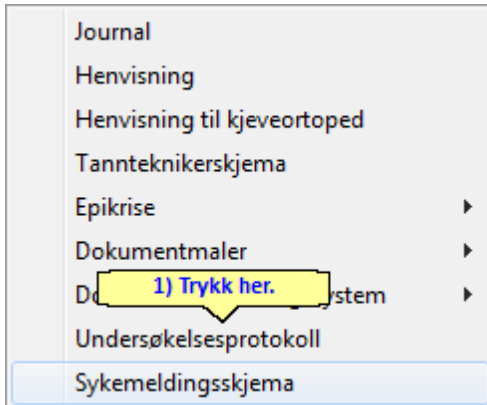 Journal
Henvisning
Henvisning til kjeveortoped
Tannteknikerskjema
Epikrise
Dokumentmaler
1) Trykk her.
Undersøkelsesprotokoll
Sykemeldingsskjema